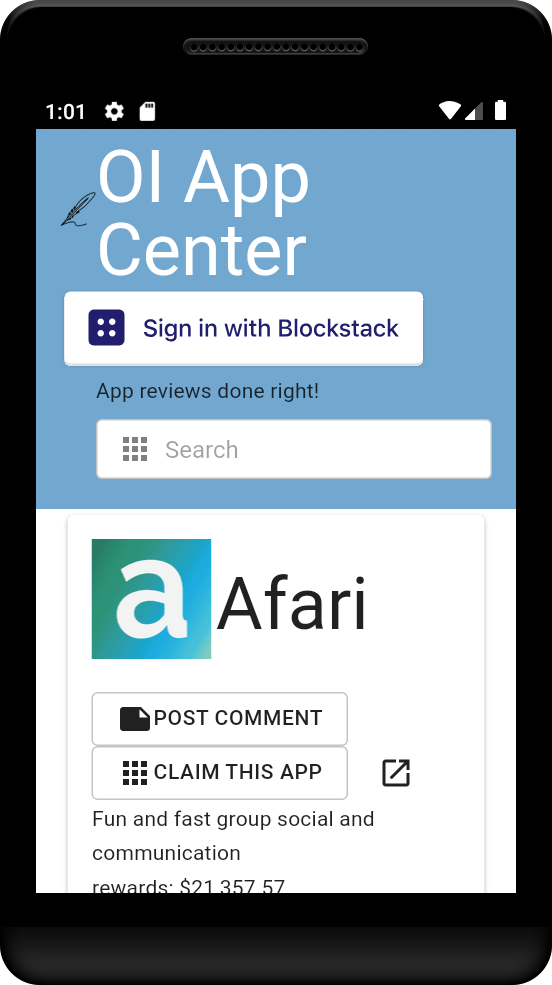 1:01
OI App
Center
Sign in with Blockstack
App reviews done right!
Search
a
Afari
POST COMMENT
CLAIM THIS APP
Fun and fast group social and
communication
rewards: $21,357.57